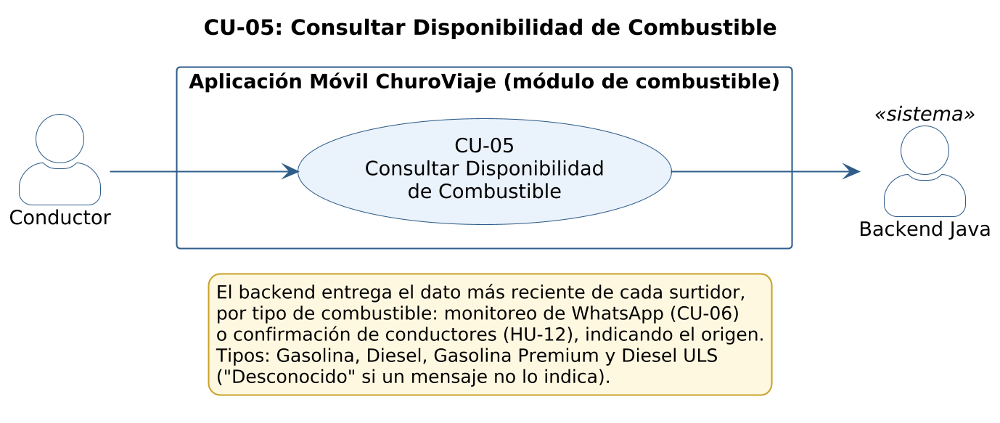 CU-05: Consultar Disponibilidad de Combustible
Aplicación Móvil ChuroViaje (módulo de combustible)
Conductor
CU-05
Consultar Disponibilidad
de Combustible
«sistema»
Backend Java
El backend entrega el dato más reciente de cada surtidor,
por tipo de combustible: monitoreo de WhatsApp (CU-06)
o confirmación de conductores (HU-12), indicando el origen.
Tipos: Gasolina, Diesel, Gasolina Premium y Diesel ULS
("Desconocido" si un mensaje no lo indica).